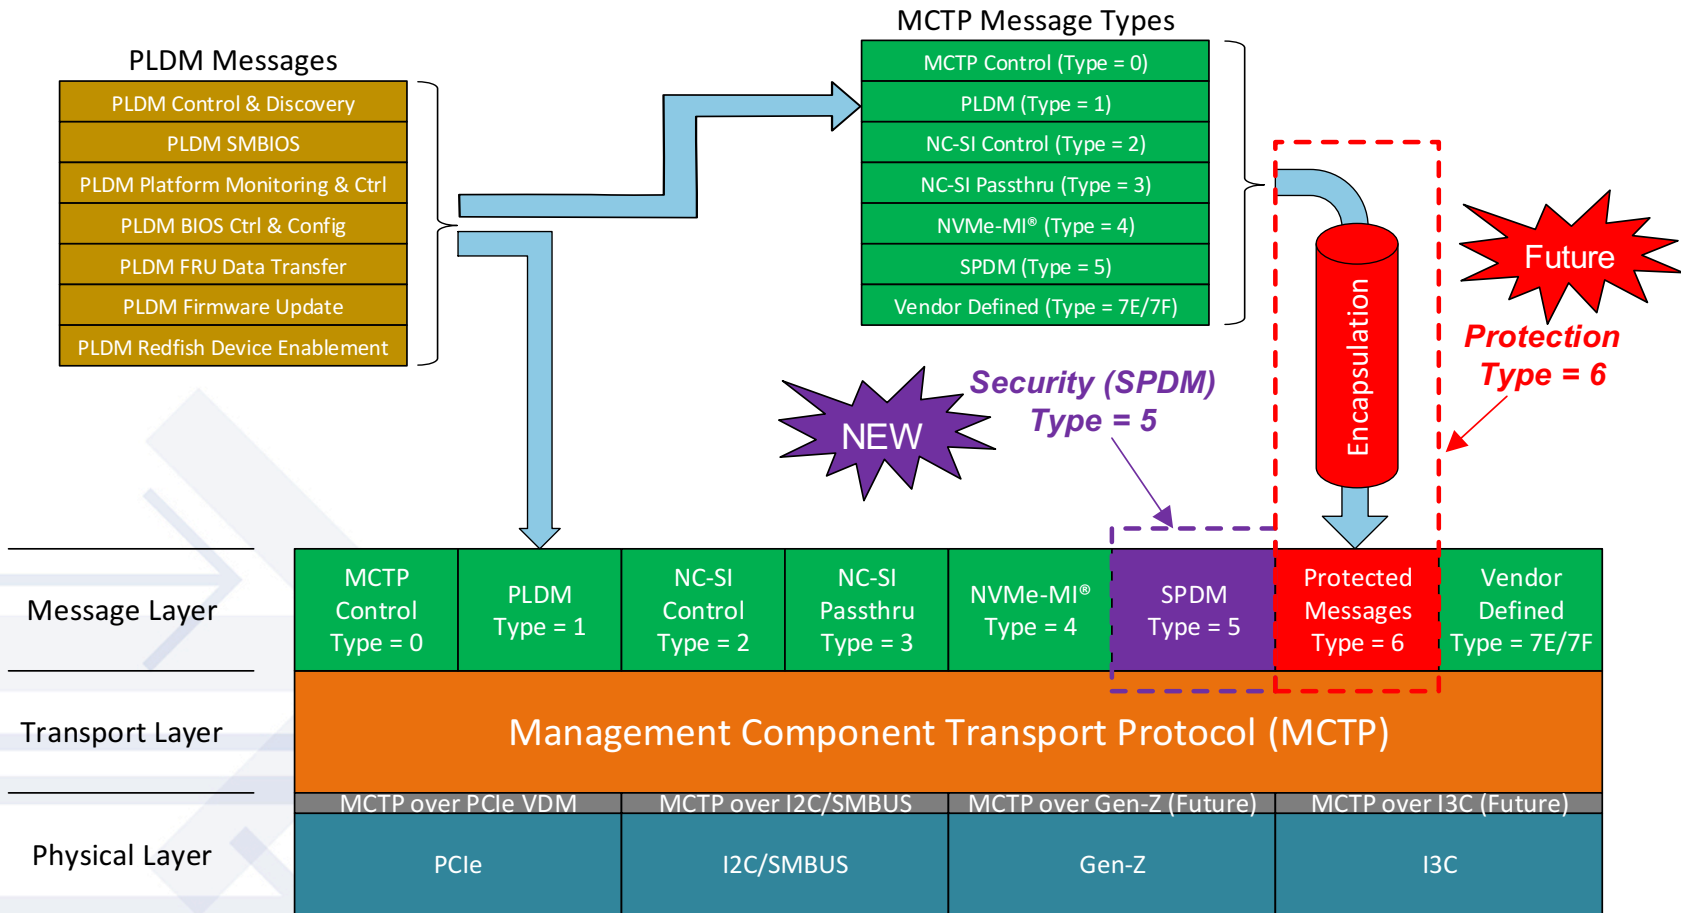 MCTP Message Types
PLDM Messages
PLDM Control & Discovery
PLDM SMBIOS
PLDM Platform Monitoring & Ctrl
PLDM BIOS Ctrl & Config
PLDM FRU Data Transfer
PLDM Firmware Update
PLDM Redfish Device Enablement
MCTP Control (Type = 0)
PLDM (Type = 1)
NC-SI Control (Type = 2)
NC-SI Passthru (Type = 3)
NVMe-MI® (Type = 4)
SPDM (Type = 5)
Vendor Defined (Type = 7E/7F)
Encapsulation
Future
Protection
Type = 6
NEW
Security (SPDM)
Type = 5
Message Layer
MCTP
Control
Type = 0
PLDM
Type = 1
NC-SI
Control
Type = 2
NC-SI
Passthru
Type = 3
NVMe-MI®
Type = 4
SPDM
Type = 5
Protected
Messages
Type = 6
Vendor
Defined
Type = 7E/7F
Transport Layer
Management Component Transport Protocol (MCTP)
MCTP over PCIe VDM
MCTP over I2C/SMBUS
MCTP over Gen-Z (Future)
MCTP over I3C (Future)
Physical Layer
PCIe
I2C/SMBUS
Gen-Z
I3C